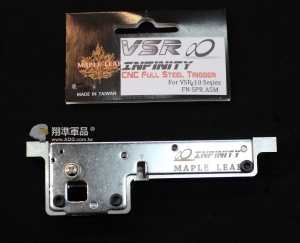 VSR
INFINITY
CNC FULL STEEL TRIGGER
MAPLE LEAF
For VSR-10 Series
FN SPR A5M
MADE IN TAIWAN
翔準軍品
www.AOG.com.tw
INFINITY
MAPLE LEAF